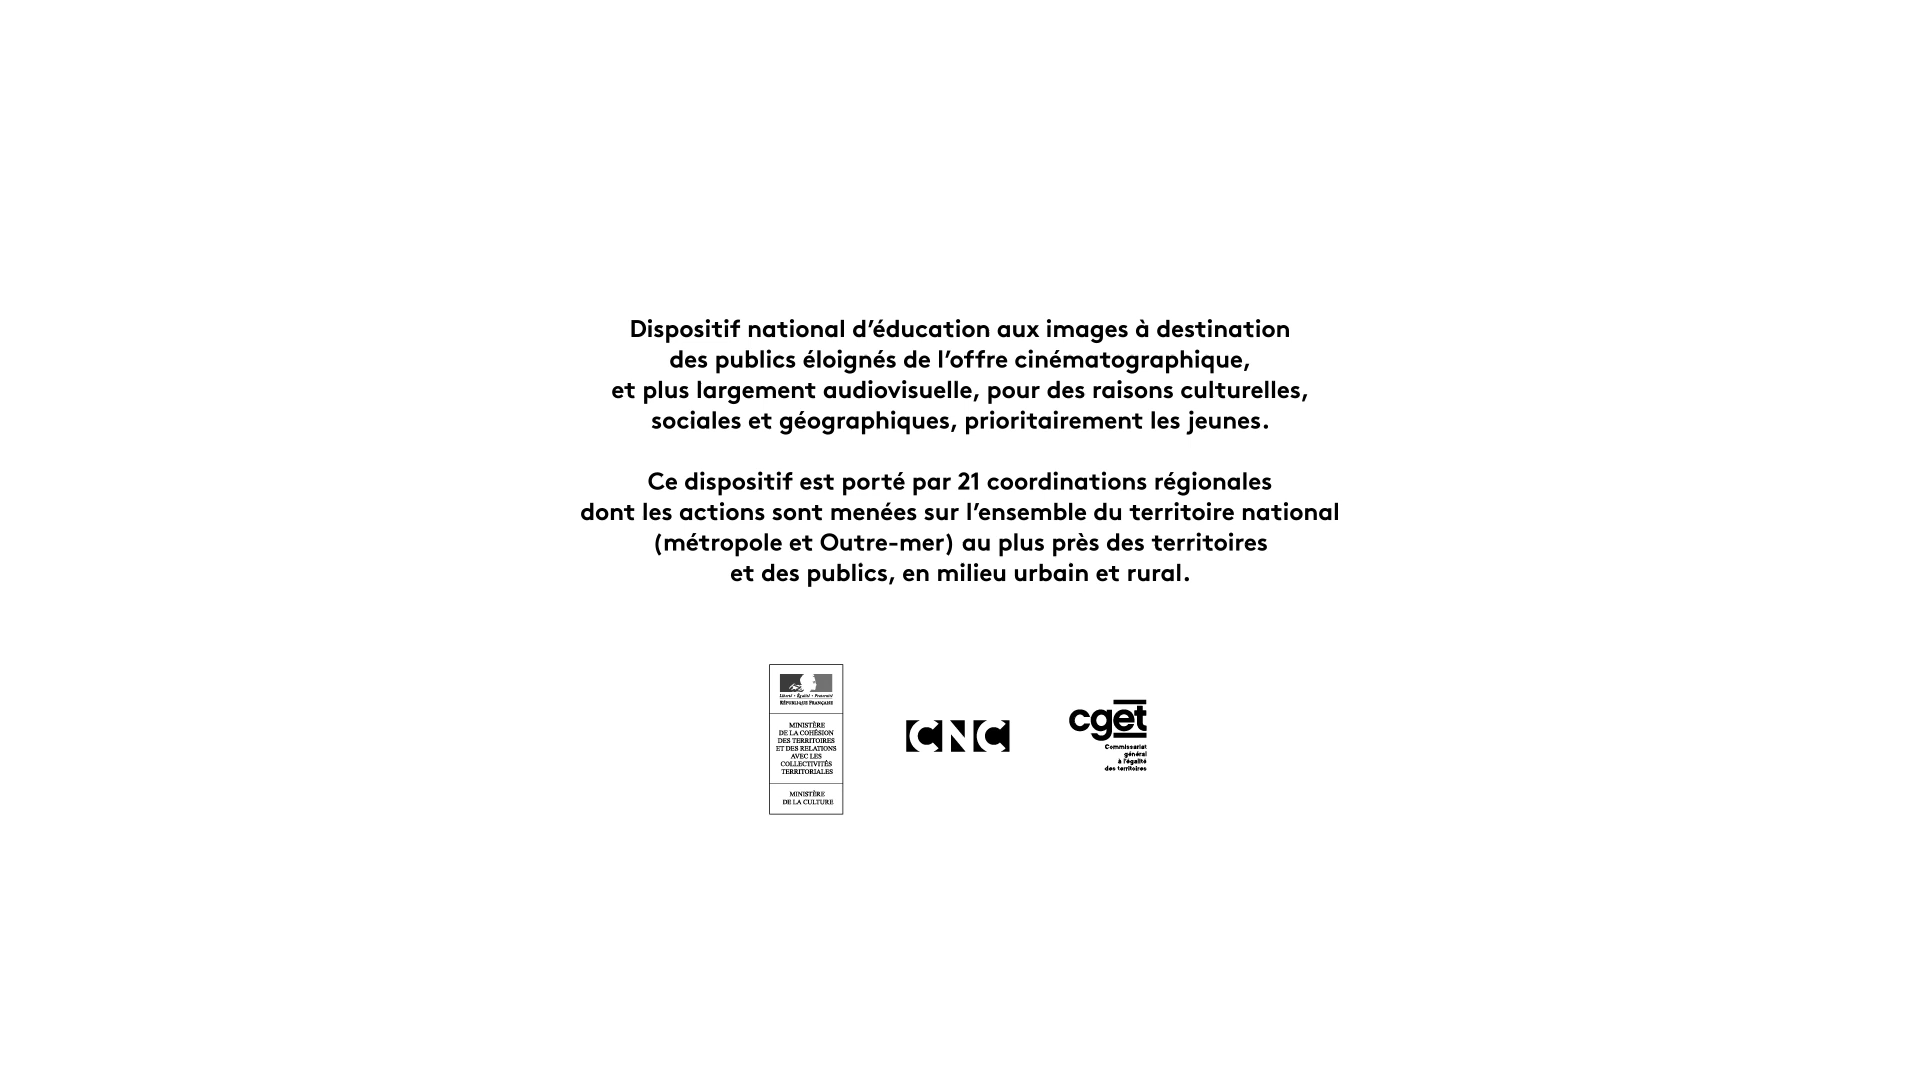 Dispositif national d’éducation aux images à destination
des publics éloignés de l’offre cinématographique,
et plus largement audiovisuelle, pour des raisons culturelles,
sociales et géographiques, prioritairement les jeunes.
Ce dispositif est porté par 21 coordinations régionales
dont les actions sont menées sur l’ensemble du territoire national
(métropole et Outre-mer) au plus près des territoires
et des publics, en milieu urbain et rural.
Liberté • Égalité • Fraternité
RÉPUBLIQUE FRANÇAISE
MINISTÈRE
DE LA COHÉSION
DES TERRITOIRES
ET DES RELATIONS
AVEC LES
COLLECTIVITÉS
TERRITORIALES
MINISTÈRE
DE LA CULTURE
CNC
cget
Commissariat
général
à l'égalité
des territoires